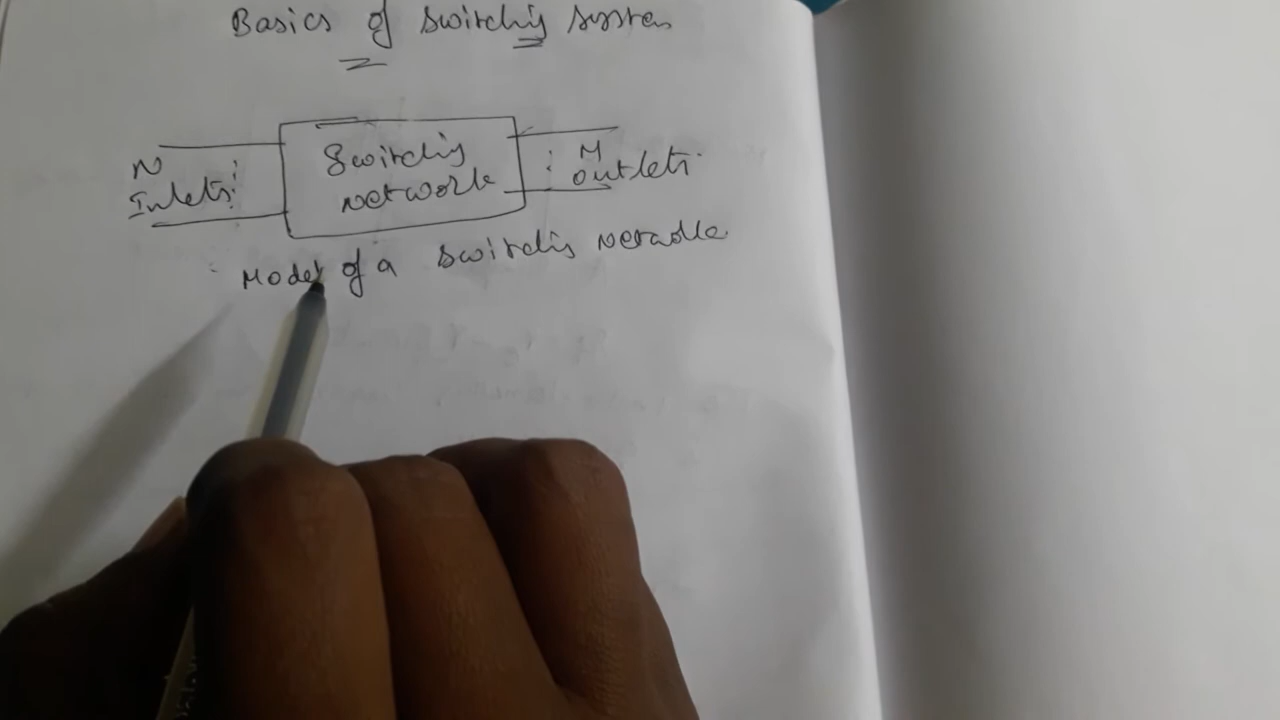 Basics of Switching System
N
Inlets
Switching
network
M
outlets
Model of a Switching network